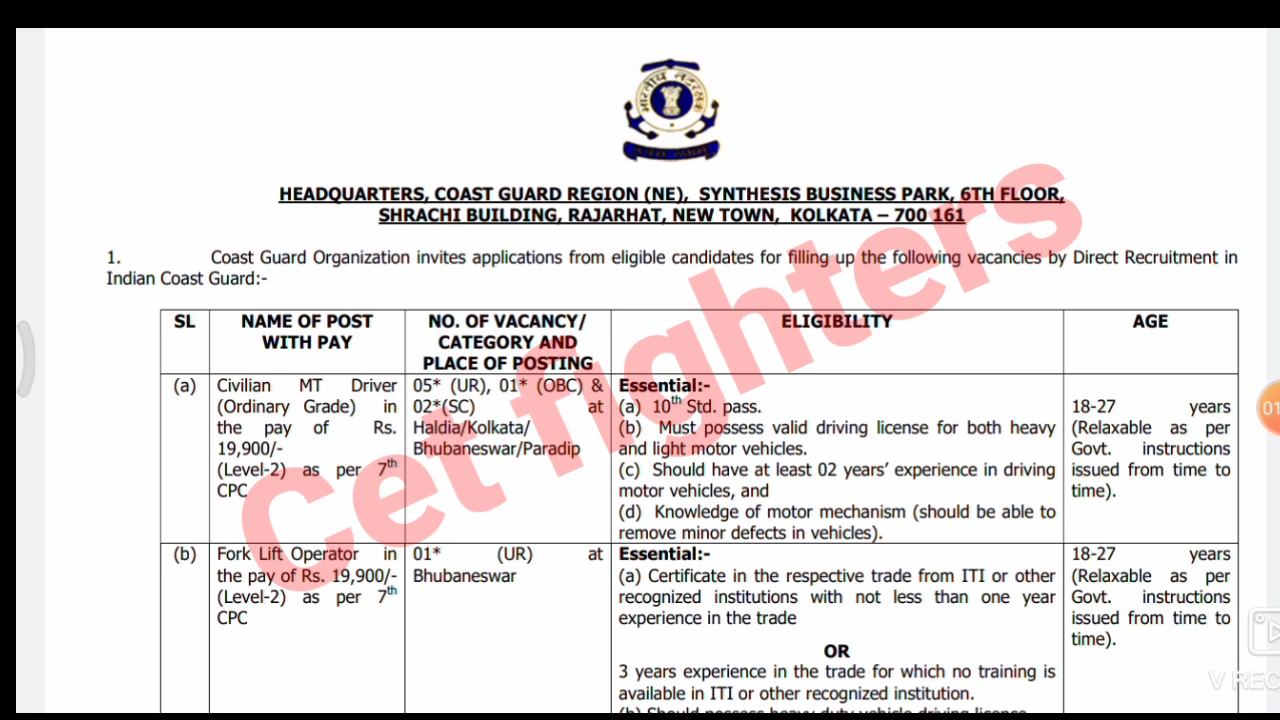 HEADQUARTERS, COAST GUARD REGION (NE), SYNTHESIS BUSINESS PARK, 6TH FLOOR,
SHRACHI BUILDING, RAJARHAT, NEW TOWN, KOLKATA – 700 161
1. Coast Guard Organization invites applications from eligible candidates for filling up the following vacancies by Direct Recruitment in
Indian Coast Guard:-
SL
NAME OF POST
WITH PAY
NO. OF VACANCY/
CATEGORY AND
PLACE OF POSTING
ELIGIBILITY
AGE
(a)
Civilian MT Driver
(Ordinary Grade) in
the pay of Rs.
19,900/-
(Level-2) as per 7th
CPC
05* (UR), 01* (OBC) &
02*(SC) at
Haldia/Kolkata/
Bhubaneswar/Paradip
Essential:-
(a) 10th Std. pass.
(b) Must possess valid driving license for both heavy
and light motor vehicles.
(c) Should have at least 02 years’ experience in driving
motor vehicles, and
(d) Knowledge of motor mechanism (should be able to
remove minor defects in vehicles).
18-27 years
(Relaxable as per
Govt. instructions
issued from time to
time).
(b)
Fork Lift Operator in
the pay of Rs. 19,900/-
(Level-2) as per 7th
CPC
01* (UR) at
Bhubaneswar
Essential:-
(a) Certificate in the respective trade from ITI or other
recognized institutions with not less than one year
experience in the trade
OR
3 years experience in the trade for which no training is
available in ITI or other recognized institution.
(b) Should possess heavy duty vehicle driving license
18-27 years
(Relaxable as per
Govt. instructions
issued from time to
time).
Cet fighters
01
V REC